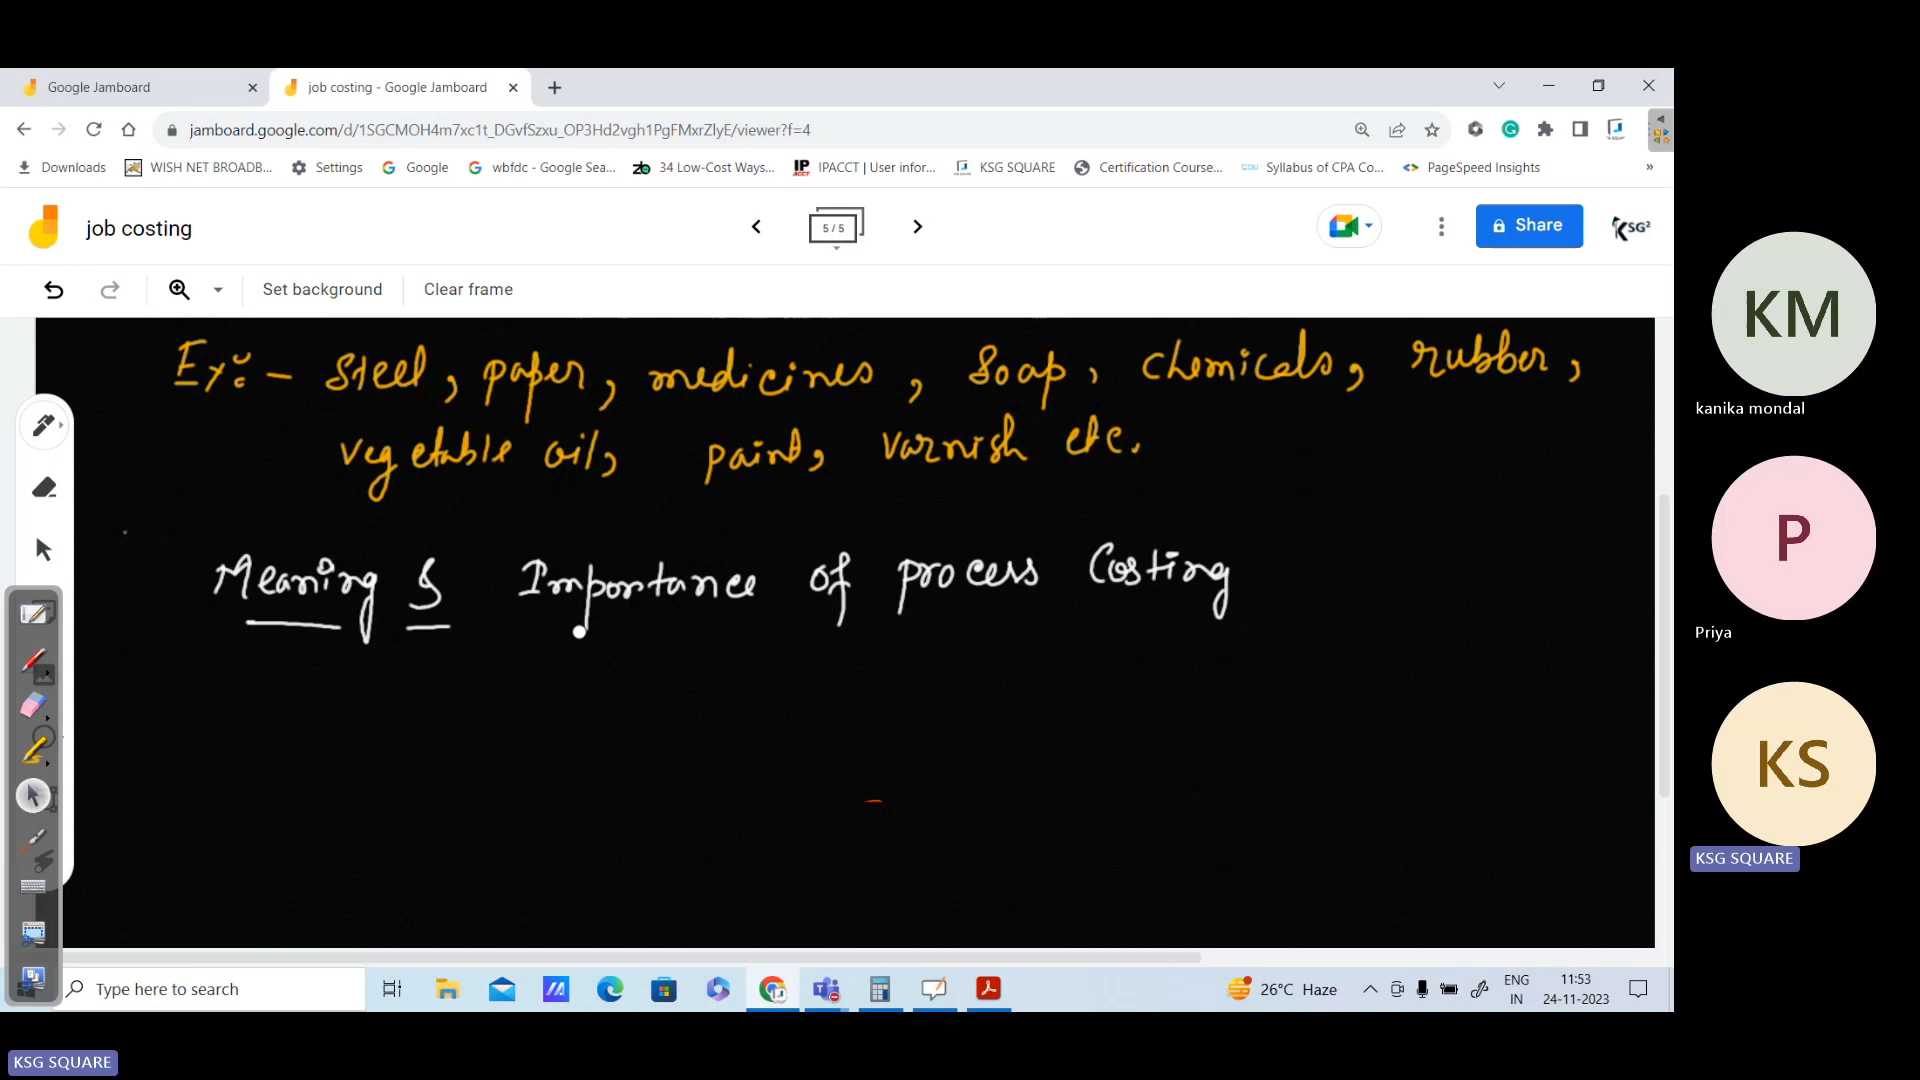 Google Jamboard
job costing - Google Jamboard
jamboard.google.com/d/1SGCMOH4m7xc1t_DGvfSzxu_OP3Hd2vgh1PgFMxrZlyE/viewer?f=4
Downloads WISH NET BROADB... Settings Google wbfdc - Google Sea... 34 Low-Cost Ways... IPACCT | User infor... KSG SQUARE Certification Course... Syllabus of CPA Co... PageSpeed Insights »
job costing
5 / 5
Share
KSG²
Set background Clear frame
Ex:- Steel, paper, medicines, Soap, chemicals, rubber,
vegetable oil, paint, varnish etc.
Meaning & Importance of process Costing
KM
kanika mondal
P
Priya
KS
KSG SQUARE
Type here to search
26°C Haze
ENG
IN
11:53
24-11-2023
KSG SQUARE